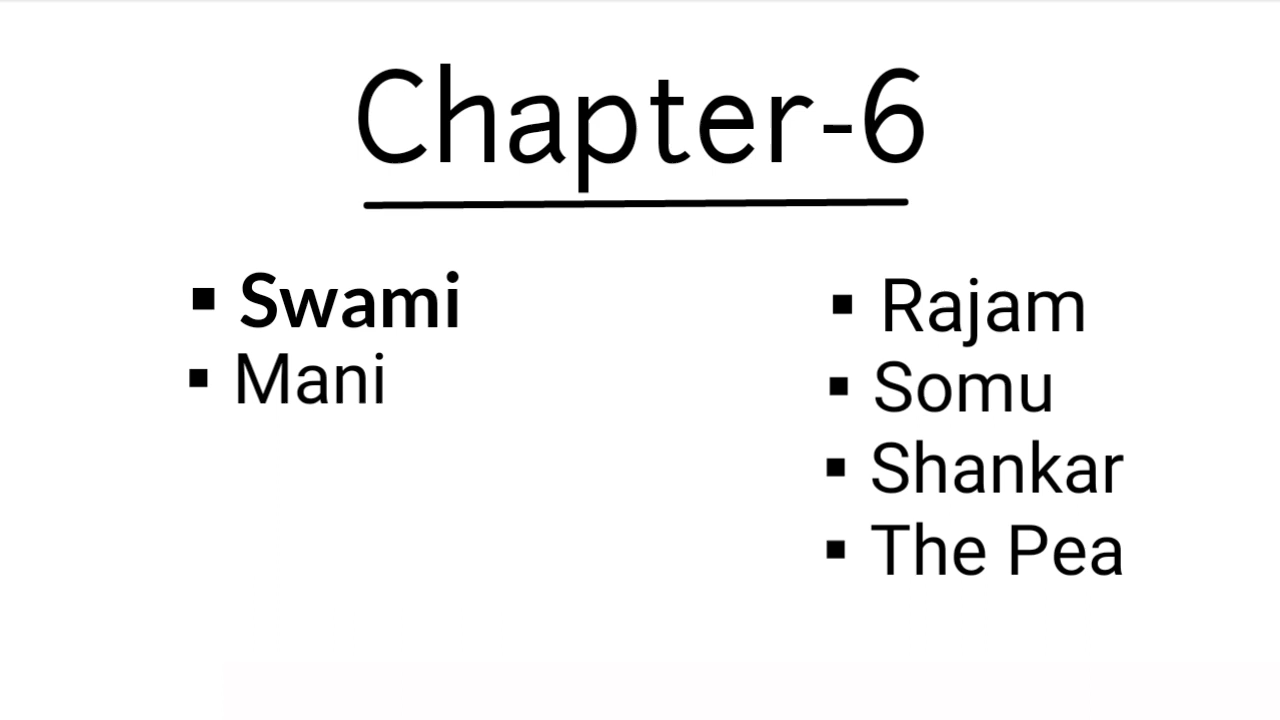 Chapter-6
▪ Swami
▪ Mani
▪ Rajam
▪ Somu
▪ Shankar
▪ The Pea